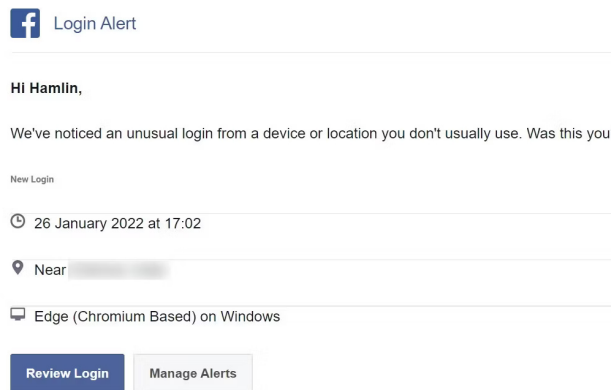 Login Alert
Hi Hamlin,
We've noticed an unusual login from a device or location you don't usually use. Was this you
New Login
26 January 2022 at 17:02
Near
Edge (Chromium Based) on Windows
Review Login
Manage Alerts